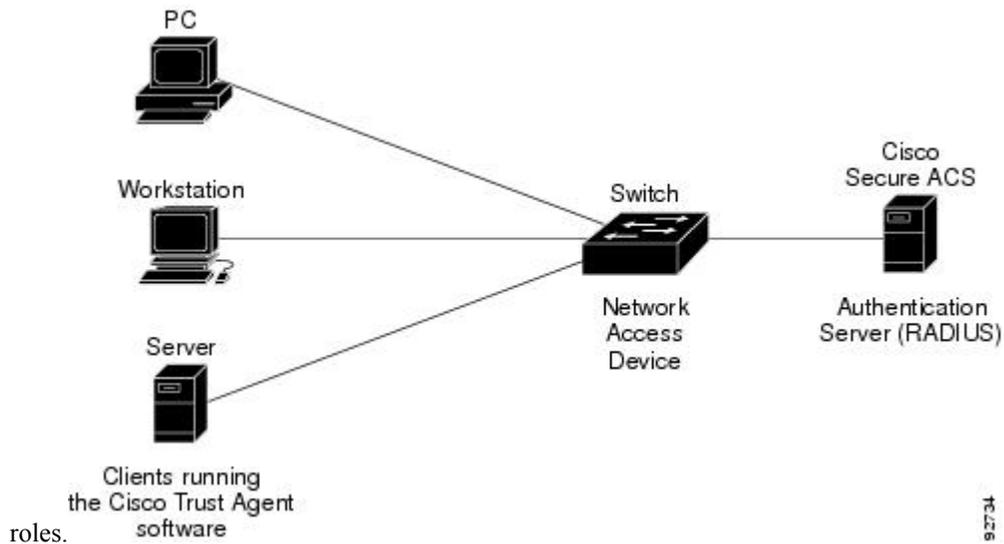 PC
Workstation
Server
Clients running
the Cisco Trust Agent
software
Switch
Network
Access
Device
Cisco
Secure ACS
Authentication
Server (RADIUS)
92734
roles.